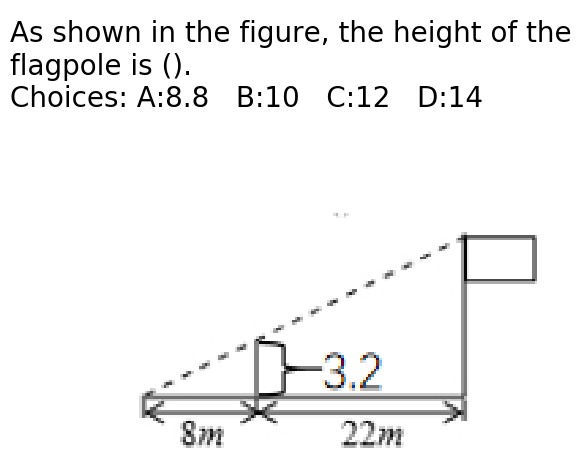 As shown in the figure, the height of the
flagpole is ().
Choices: A:8.8   B:10   C:12   D:14
3.2
8m
22m